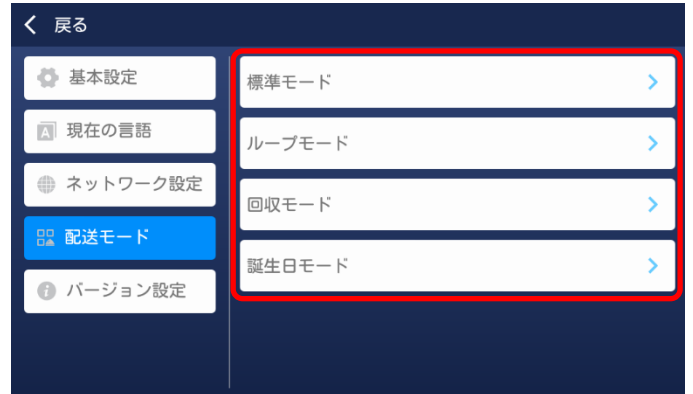 戻る
基本設定
現在の言語
ネットワーク設定
配送モード
バージョン設定
標準モード
ループモード
回収モード
誕生日モード